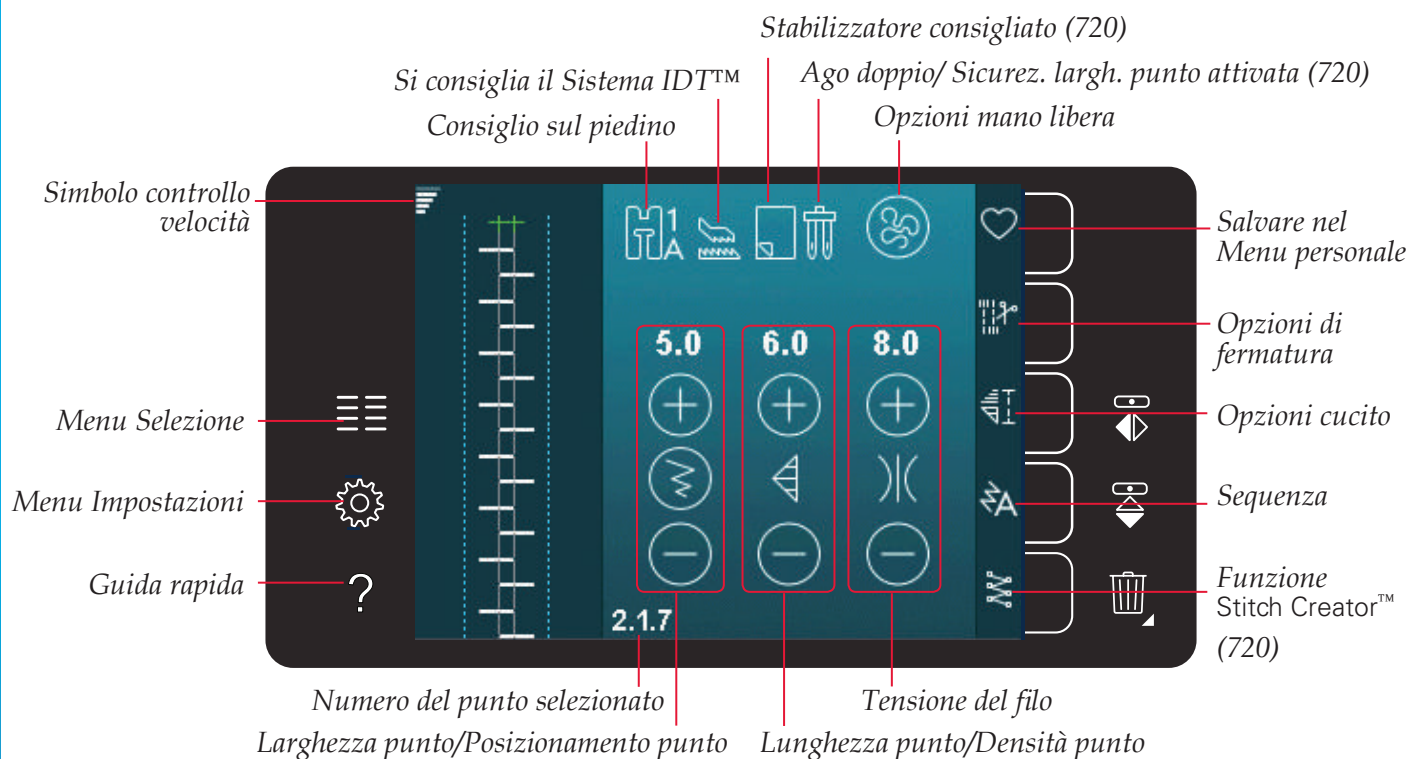 Stabilizzatore consigliato (720)
Si consiglia il Sistema IDT™
Ago doppio/ Sicurez. largh. punto attivata (720)
Consiglio sul piedino
Opzioni mano libera
Simbolo controllo
velocità
1
A
Salvare nel
Menu personale
Opzioni di
fermatura
5.0
6.0
8.0
Menu Selezione
Opzioni cucito
Menu Impostazioni
A
Sequenza
Guida rapida
?
Funzione
Stitch Creator™
(720)
2.1.7
Numero del punto selezionato
Tensione del filo
Larghezza punto/Posizionamento punto
Lunghezza punto/Densità punto